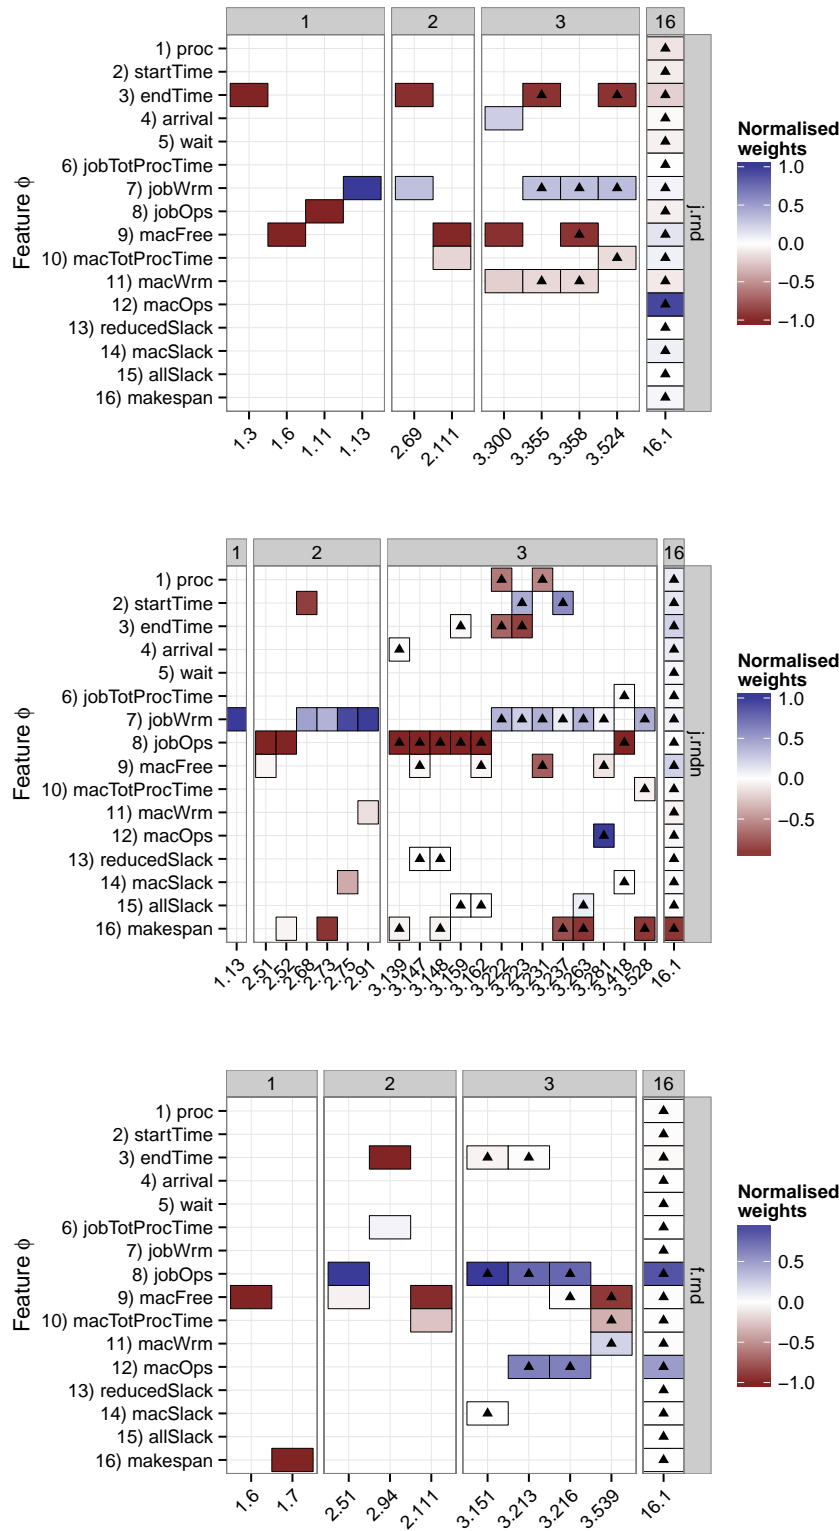 1 2 3 16
Feature ϕ
1) proc
2) startTime
3) endTime
4) arrival
5) wait
6) jobTotProcTime
7) jobWrm
8) jobOps
9) macFree
10) macTotProcTime
11) macWrm
12) macOps
13) reducedSlack
14) macSlack
15) allSlack
16) makespan
j.rnd
1.3 1.6 1.11 1.13 2.69 2.111 3.300 3.355 3.358 3.524 16.1
Normalised
weights
1.0
0.5
0.0
−0.5
−1.0
1 2 3 16
Feature ϕ
1) proc
2) startTime
3) endTime
4) arrival
5) wait
6) jobTotProcTime
7) jobWrm
8) jobOps
9) macFree
10) macTotProcTime
11) macWrm
12) macOps
13) reducedSlack
14) macSlack
15) allSlack
16) makespan
j.rndn
1.13 2.51 2.52 2.68 2.73 2.75 2.91 3.139 3.147 3.148 3.159 3.162 3.222 3.223 3.231 3.237 3.263 3.281 3.418 3.528 16.1
Normalised
weights
1.0
0.5
0.0
−0.5
1 2 3 16
Feature ϕ
1) proc
2) startTime
3) endTime
4) arrival
5) wait
6) jobTotProcTime
7) jobWrm
8) jobOps
9) macFree
10) macTotProcTime
11) macWrm
12) macOps
13) reducedSlack
14) macSlack
15) allSlack
16) makespan
f.rnd
1.6 1.7 2.51 2.94 2.111 3.151 3.213 3.216 3.539 16.1
Normalised
weights
0.5
0.0
−0.5
−1.0